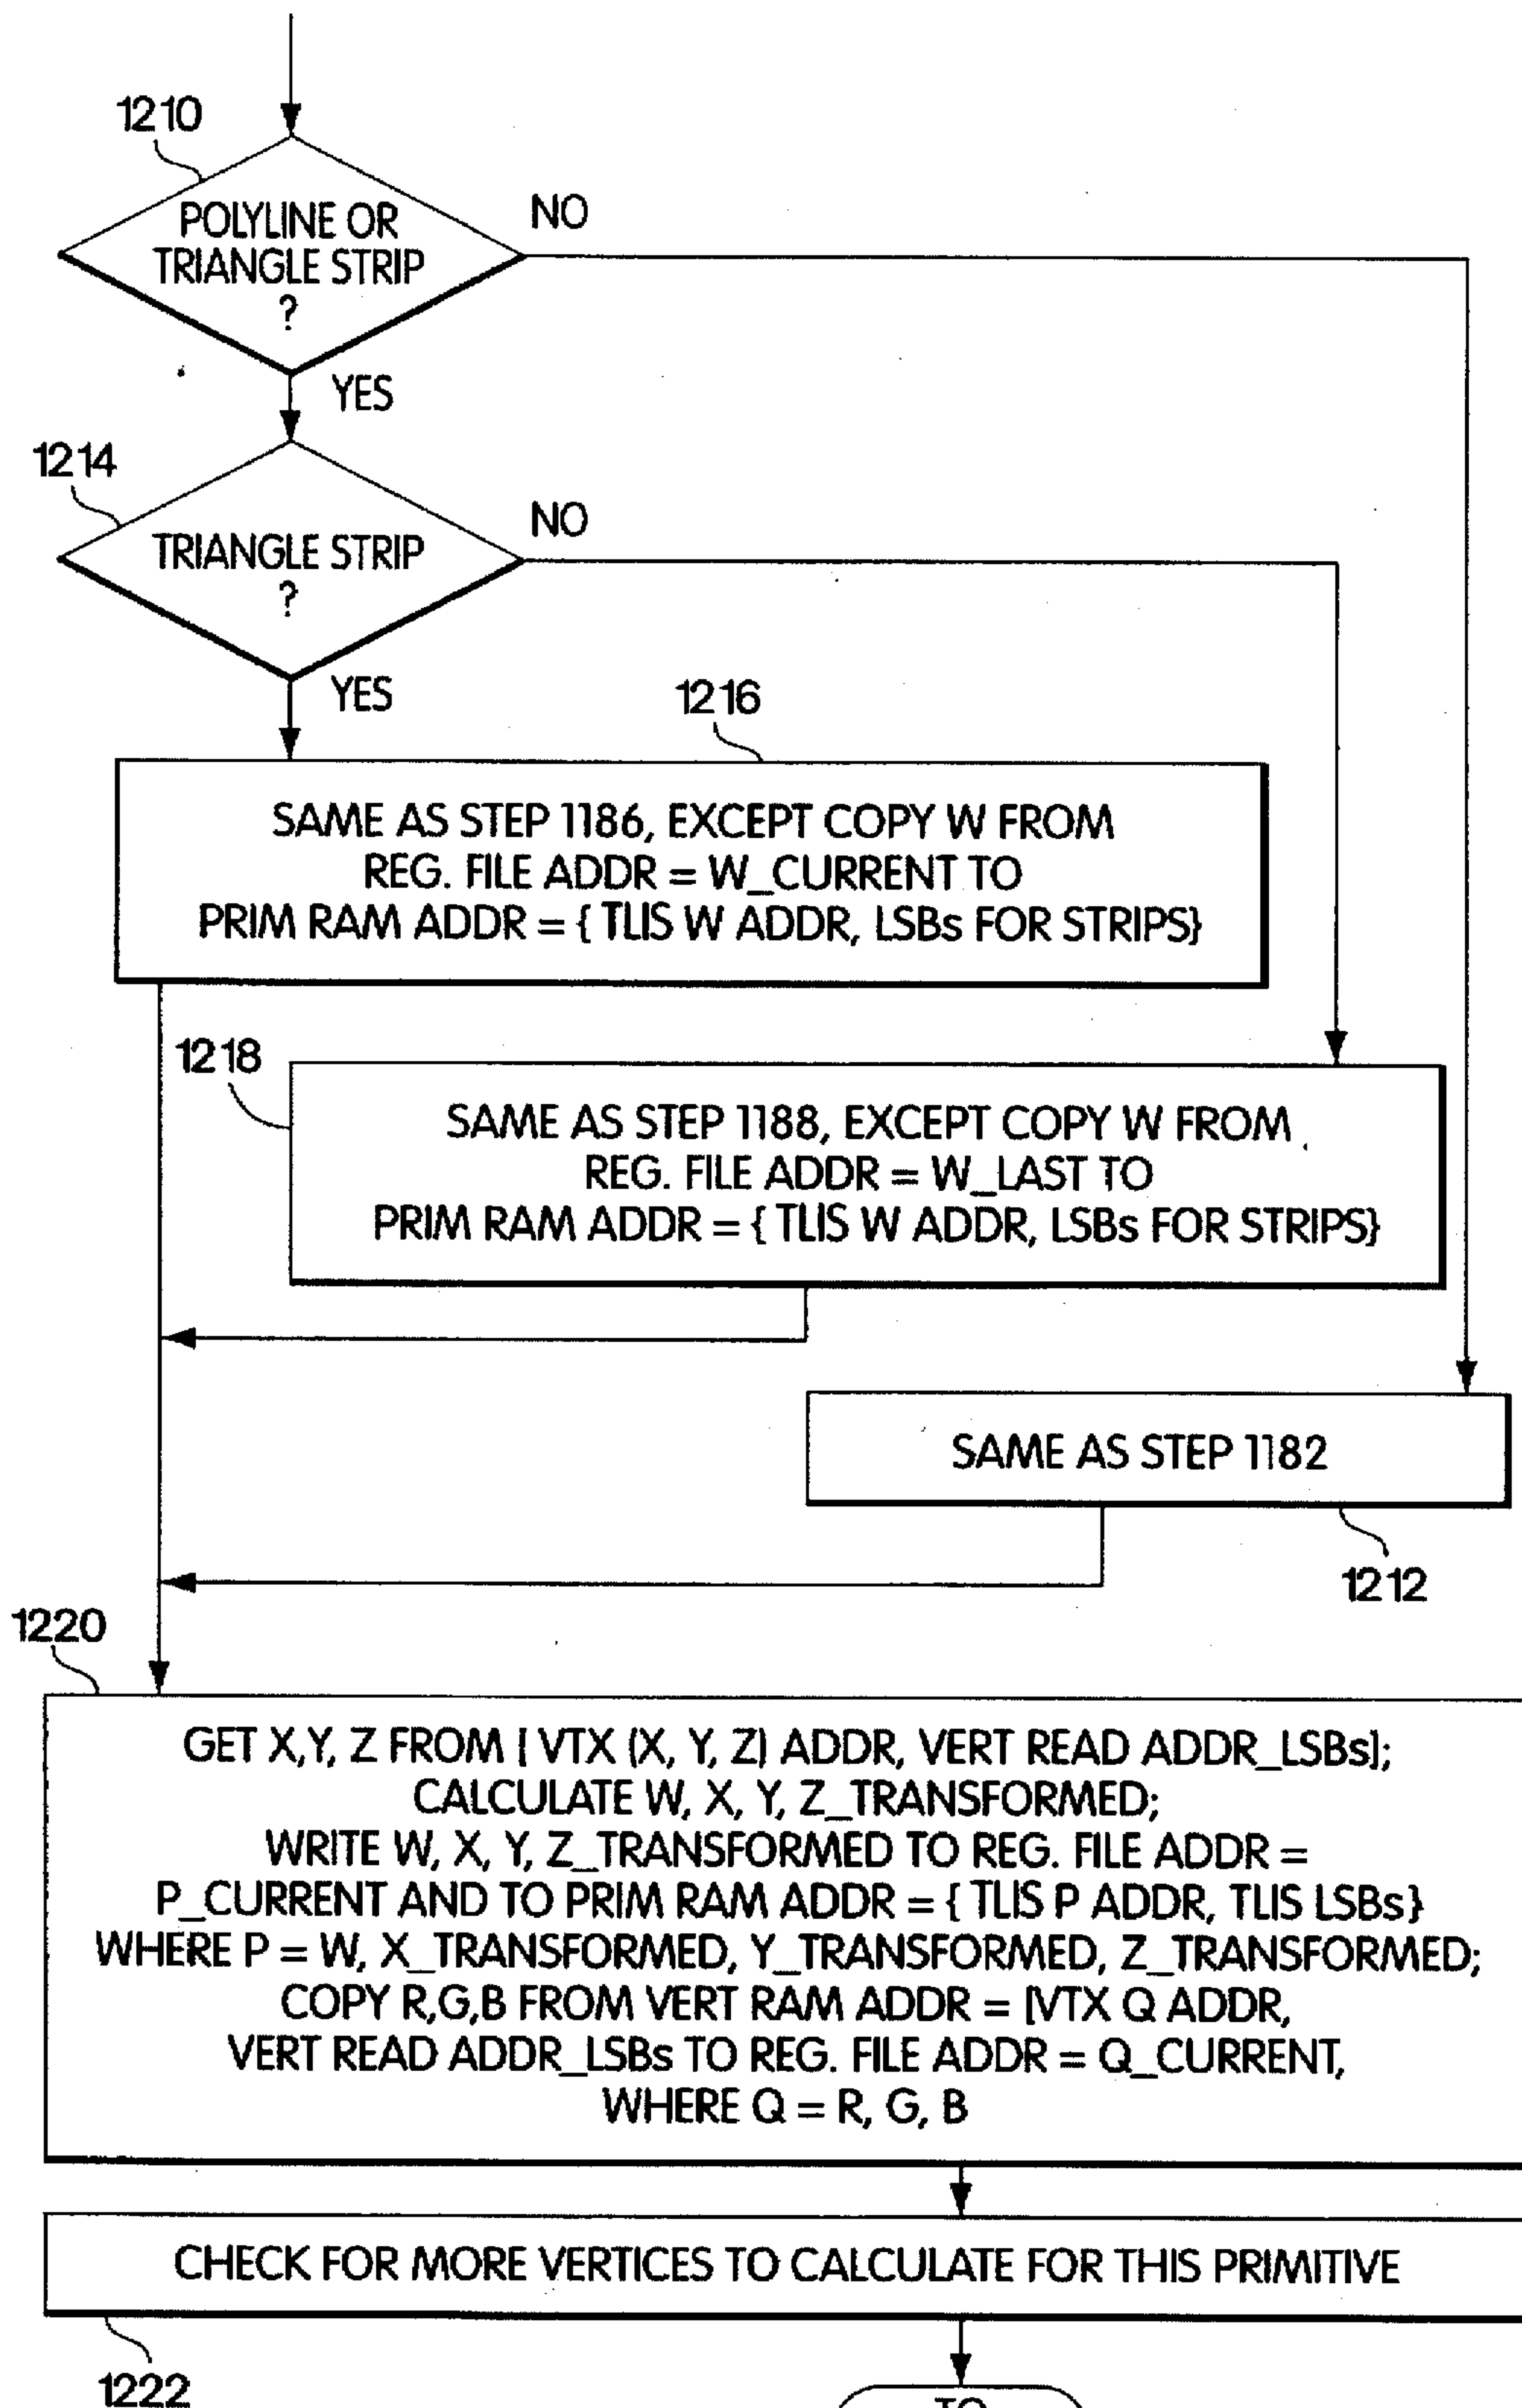 1210
POLYLINE OR
TRIANGLE STRIP
?
NO
YES
1214
TRIANGLE STRIP
?
NO
YES
1216
SAME AS STEP 1186, EXCEPT COPY W FROM
REG. FILE ADDR = W_CURRENT TO
PRIM RAM ADDR = { TLIS W ADDR, LSBs FOR STRIPS}
1218
SAME AS STEP 1188, EXCEPT COPY W FROM
REG. FILE ADDR = W_LAST TO
PRIM RAM ADDR = { TLIS W ADDR, LSBs FOR STRIPS}
SAME AS STEP 1182
1212
1220
GET X,Y, Z FROM [ VTX (X, Y, Z) ADDR, VERT READ ADDR_LSBs];
CALCULATE W, X, Y, Z_TRANSFORMED;
WRITE W, X, Y, Z_TRANSFORMED TO REG. FILE ADDR =
P_CURRENT AND TO PRIM RAM ADDR = { TLIS P ADDR, TLIS LSBs}
WHERE P = W, X_TRANSFORMED, Y_TRANSFORMED, Z_TRANSFORMED;
COPY R,G,B FROM VERT RAM ADDR = [VTX Q ADDR,
VERT READ ADDR_LSBs TO REG. FILE ADDR = Q_CURRENT,
WHERE Q = R, G, B
CHECK FOR MORE VERTICES TO CALCULATE FOR THIS PRIMITIVE
1222
TO